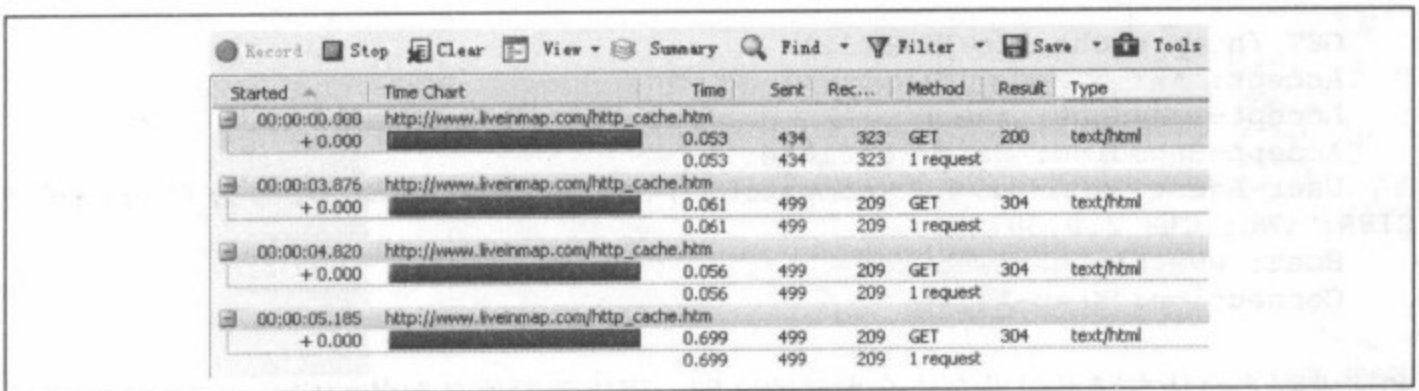 Record Stop Clear View Summary Find Filter Save Tools
Started Time Chart Time Sent Rec... Method Result Type
00:00:00.000 http://www.liveinmap.com/http_cache.htm
+ 0.000 0.053 434 323 GET 200 text/html
0.053 434 323 1 request
00:00:03.876 http://www.liveinmap.com/http_cache.htm
+ 0.000 0.061 499 209 GET 304 text/html
0.061 499 209 1 request
00:00:04.820 http://www.liveinmap.com/http_cache.htm
+ 0.000 0.056 499 209 GET 304 text/html
0.056 499 209 1 request
00:00:05.185 http://www.liveinmap.com/http_cache.htm
+ 0.000 0.699 499 209 GET 304 text/html
0.699 499 209 1 request